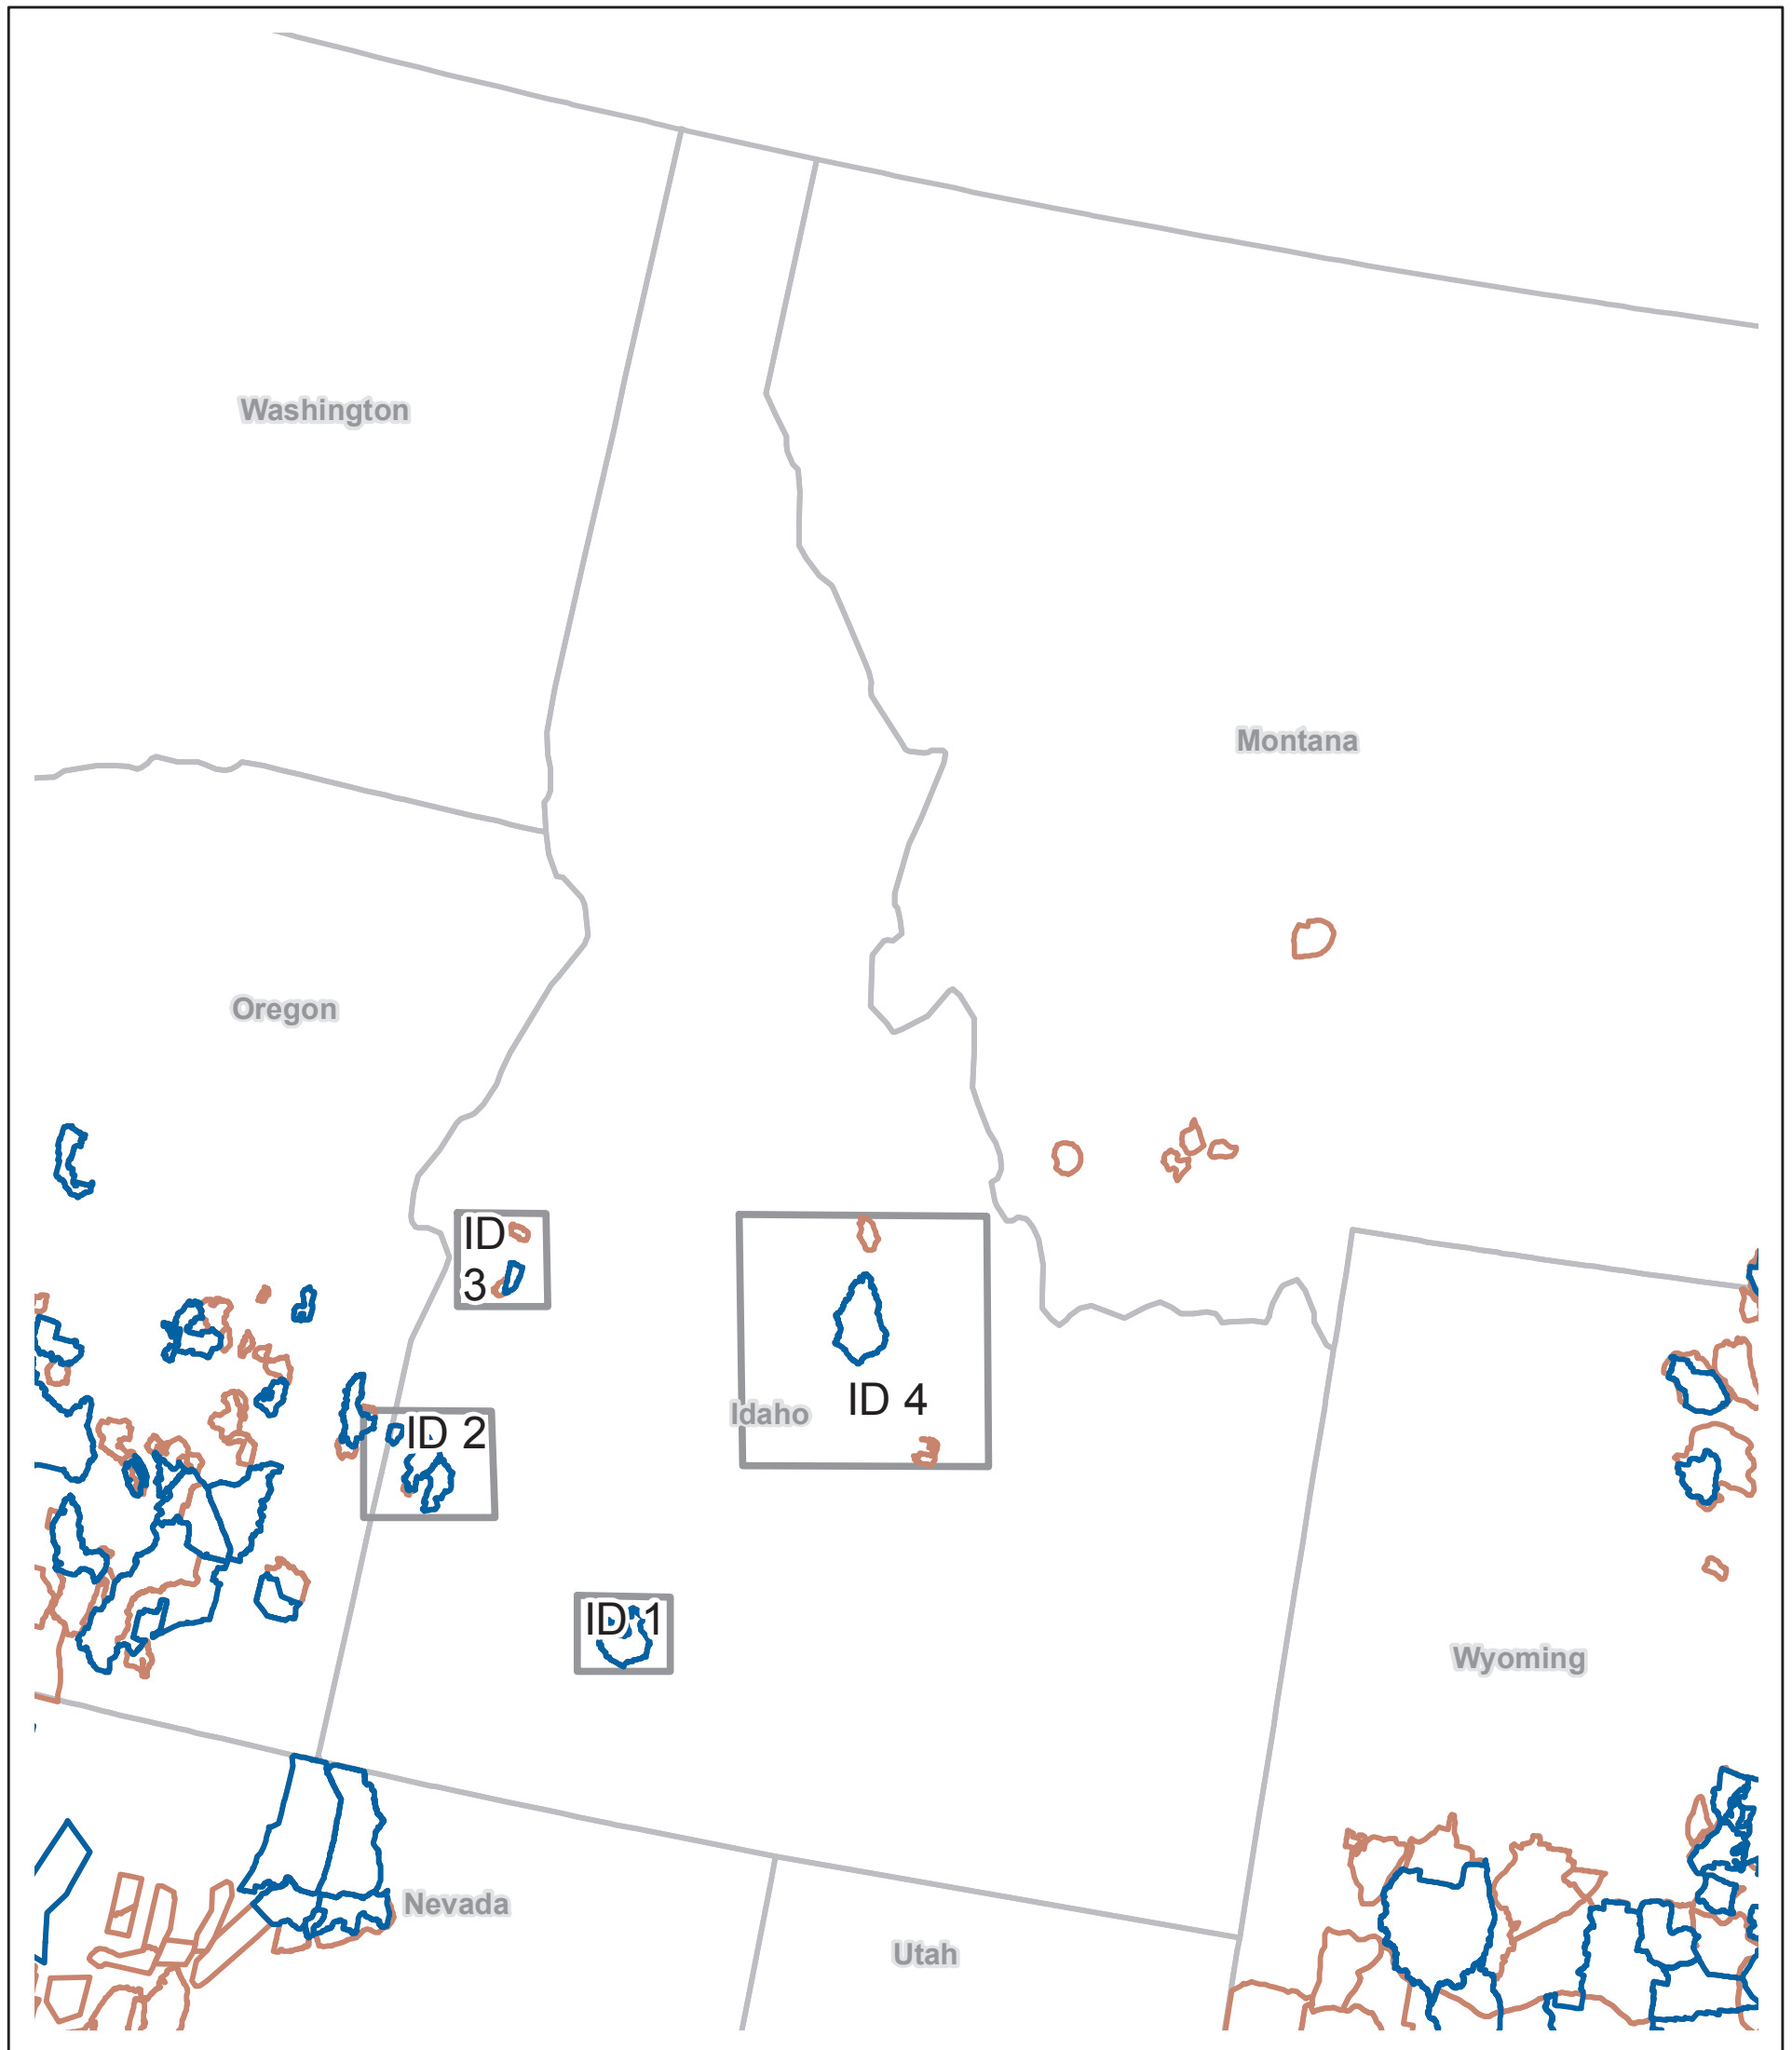 Washington
Montana
Oregon
ID
3
ID 4
Idaho
ID 2
ID 1
Wyoming
Nevada
Utah